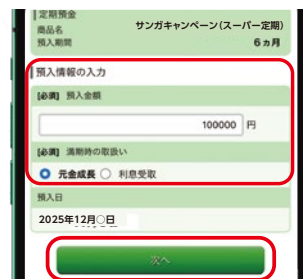 定期預金
商品名 サンガキャンペーン(スーパー定期)
預入期間 6ヵ月
預入情報の入力
[必須] 預入金額
100000 円
[必須] 満期時の取扱い
元金成長 利息受取
預入日
2025年12月○日
次へ